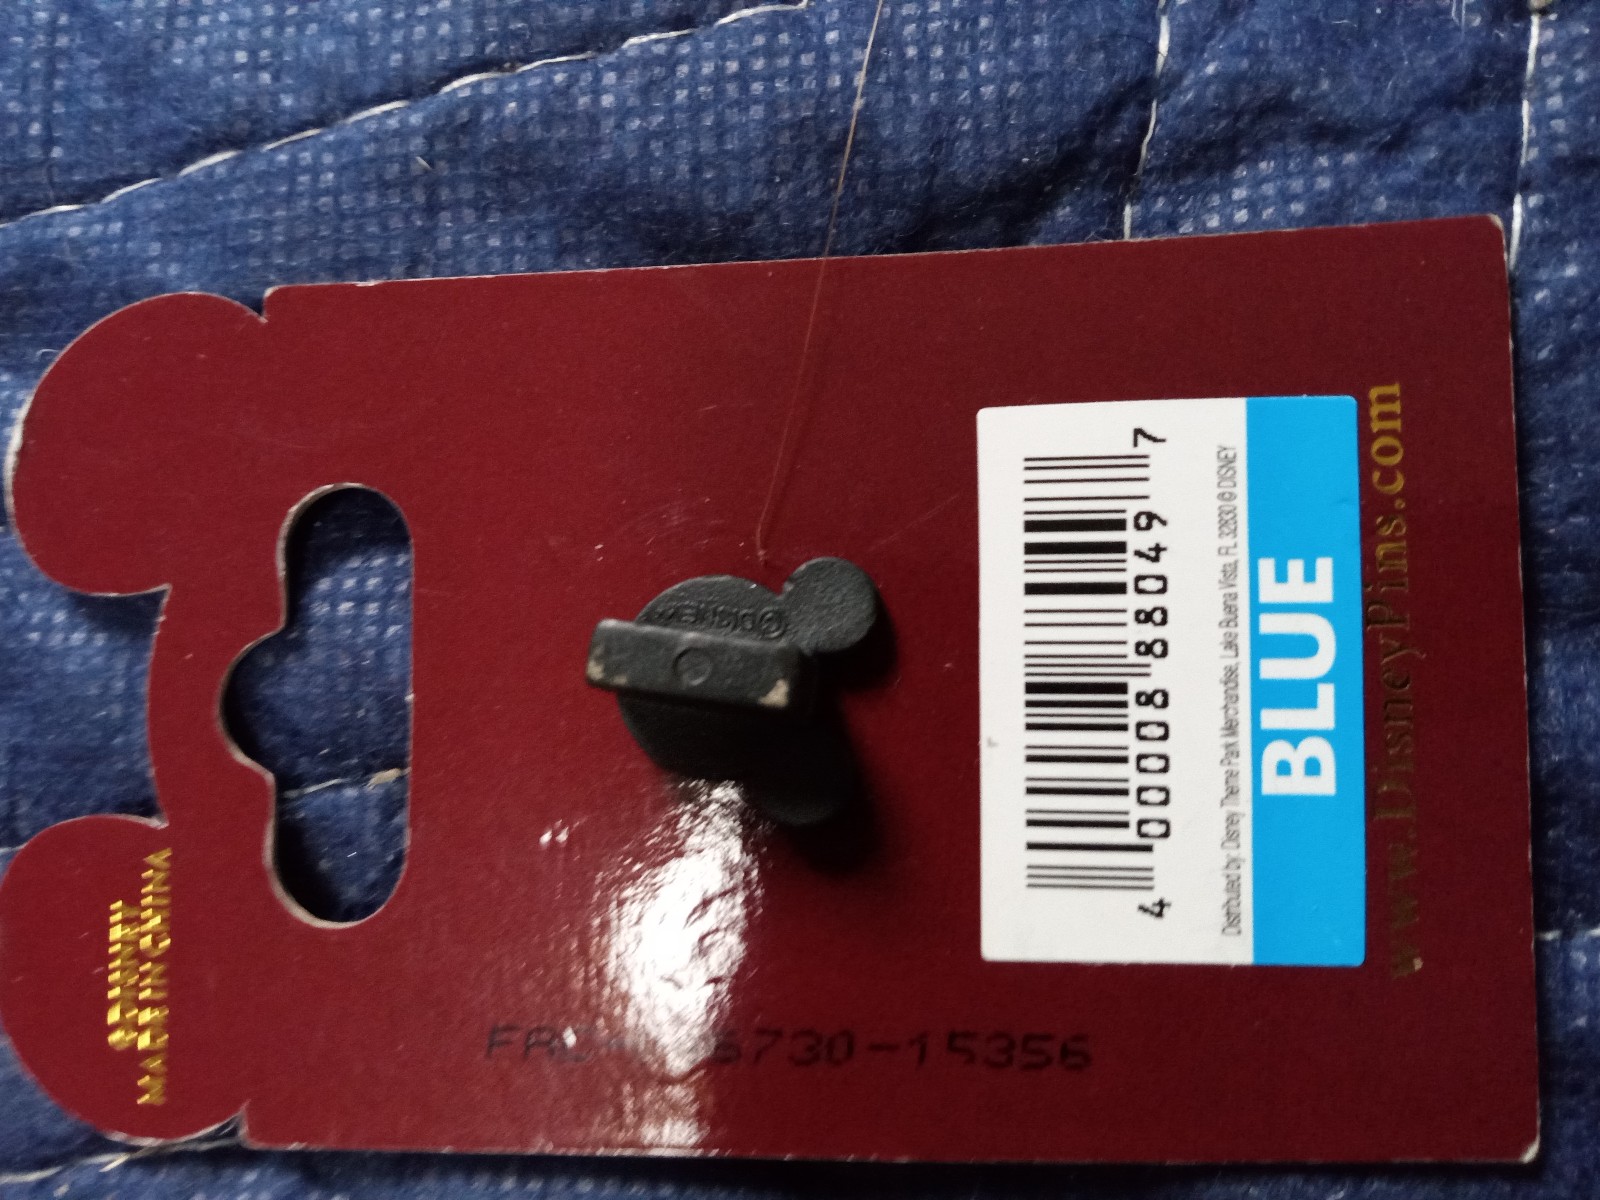 ©DISNEY
MADE IN CHINA
©DISNEY
4 00008 88049 7
Distributed by: Disney Theme Park Merchandise, Lake Buena Vista, FL 32830 © DISNEY
BLUE
www.DisneyPins.com
6730-15356